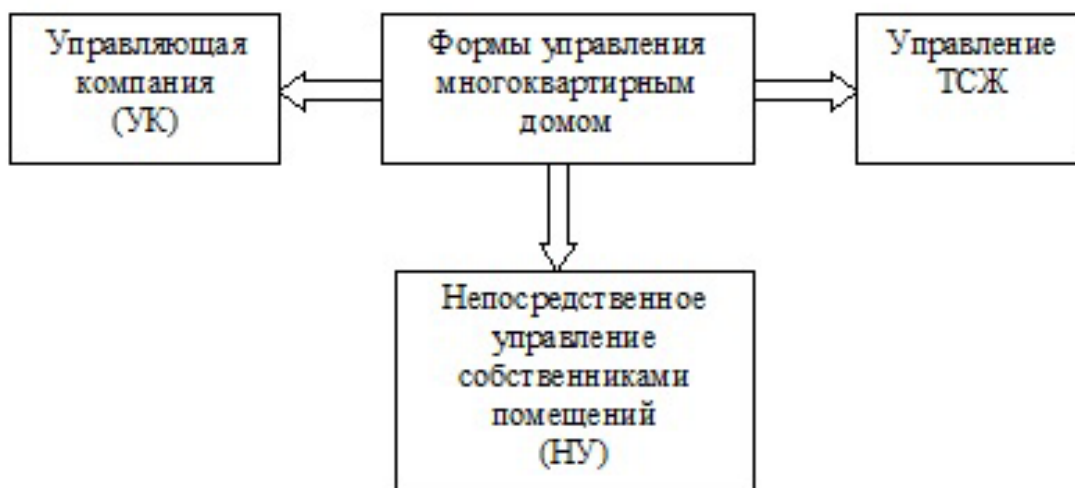 Управляющая
компания
(УК)
Формы управления
многоквартирным
домом
Управление
ТСЖ
Непосредственное
управление
собственниками
помещений
(НУ)